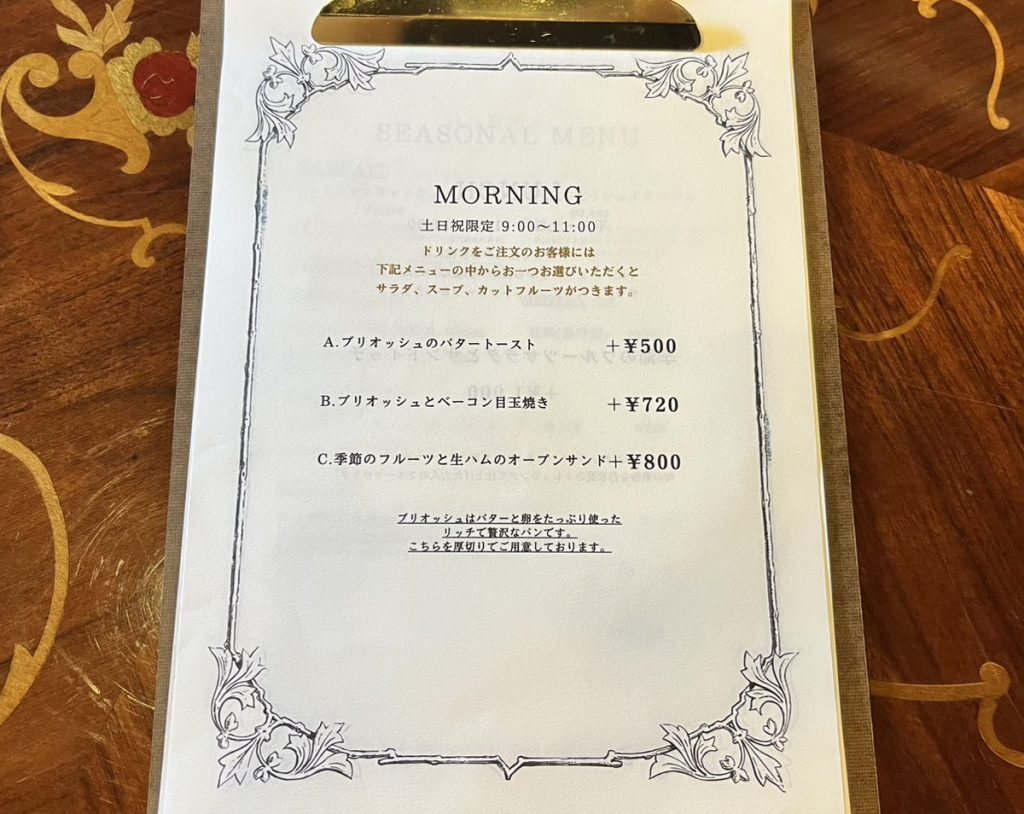 SEASONAL MENU
MORNING
土日祝限定 9:00〜11:00
ドリンクをご注文のお客様には
下記メニューの中からお一つお選びいただくと
サラダ、スープ、カットフルーツがつきます。
A.ブリオッシュのバタートースト ＋¥500
B.ブリオッシュとベーコン目玉焼き ＋¥720
C.季節のフルーツと生ハムのオープンサンド＋¥800
ブリオッシュはバターと卵をたっぷり使った
リッチで贅沢なパンです。
こちらを厚切りでご用意しております。